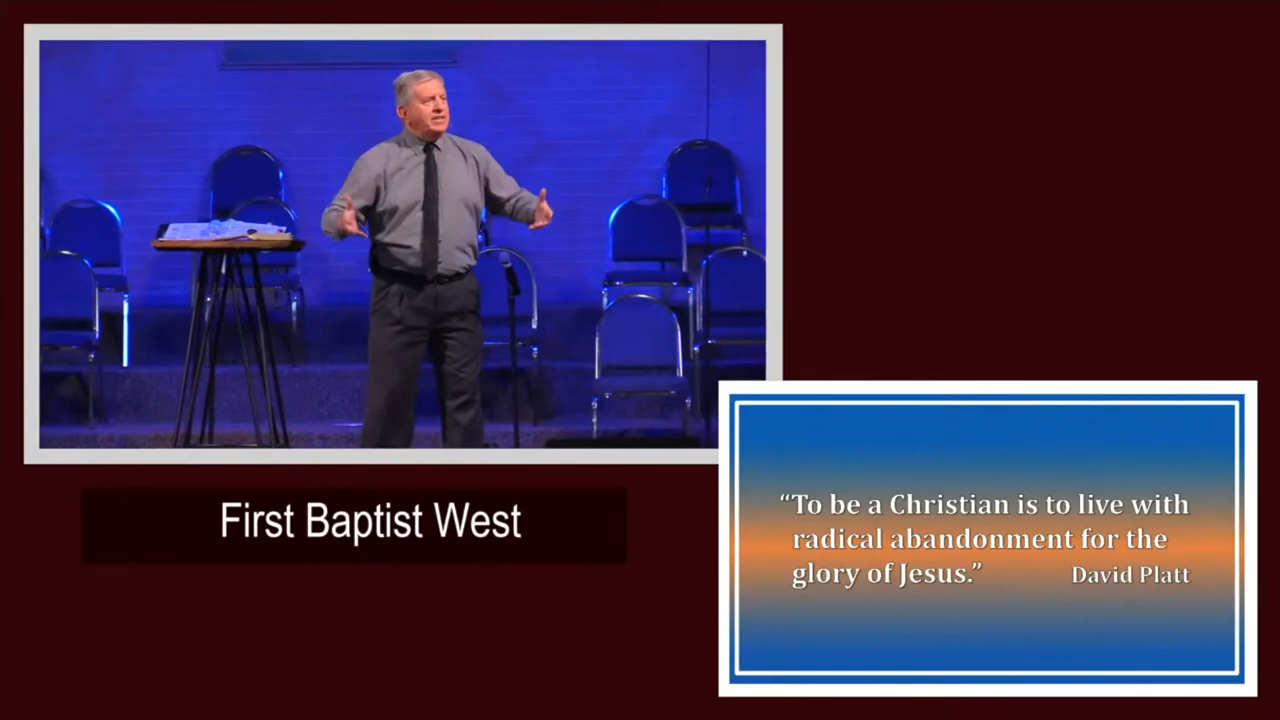 First Baptist West
“To be a Christian is to live with
radical abandonment for the
glory of Jesus.” David Platt